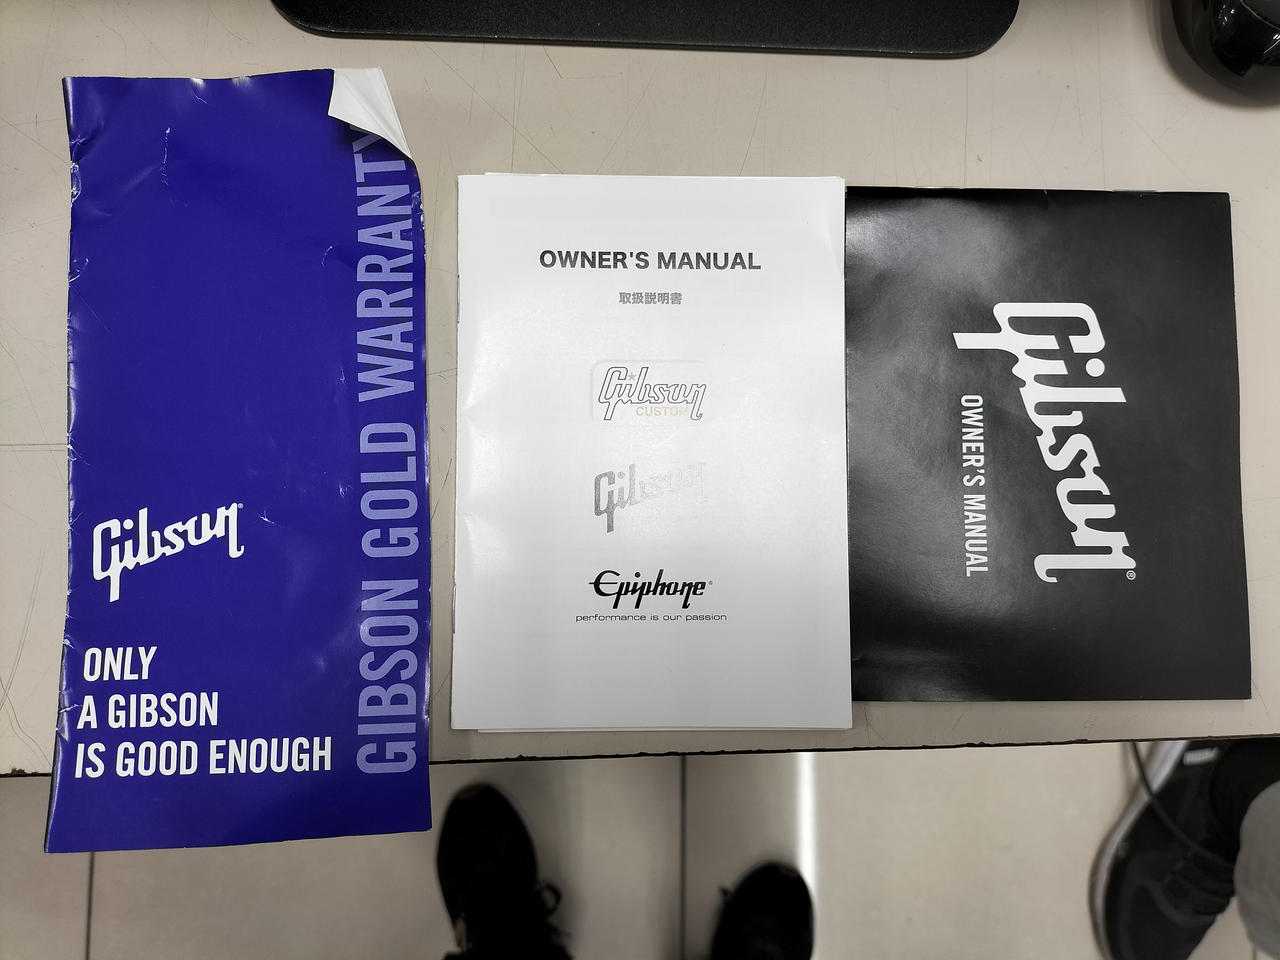 Gibson
ONLY
A GIBSON
IS GOOD ENOUGH
GIBSON GOLD WARRANTY
OWNER'S MANUAL
取扱説明書
Gibson
CUSTOM
Gibson
Epiphone®
performance is our passion
Gibson®
OWNER'S MANUAL